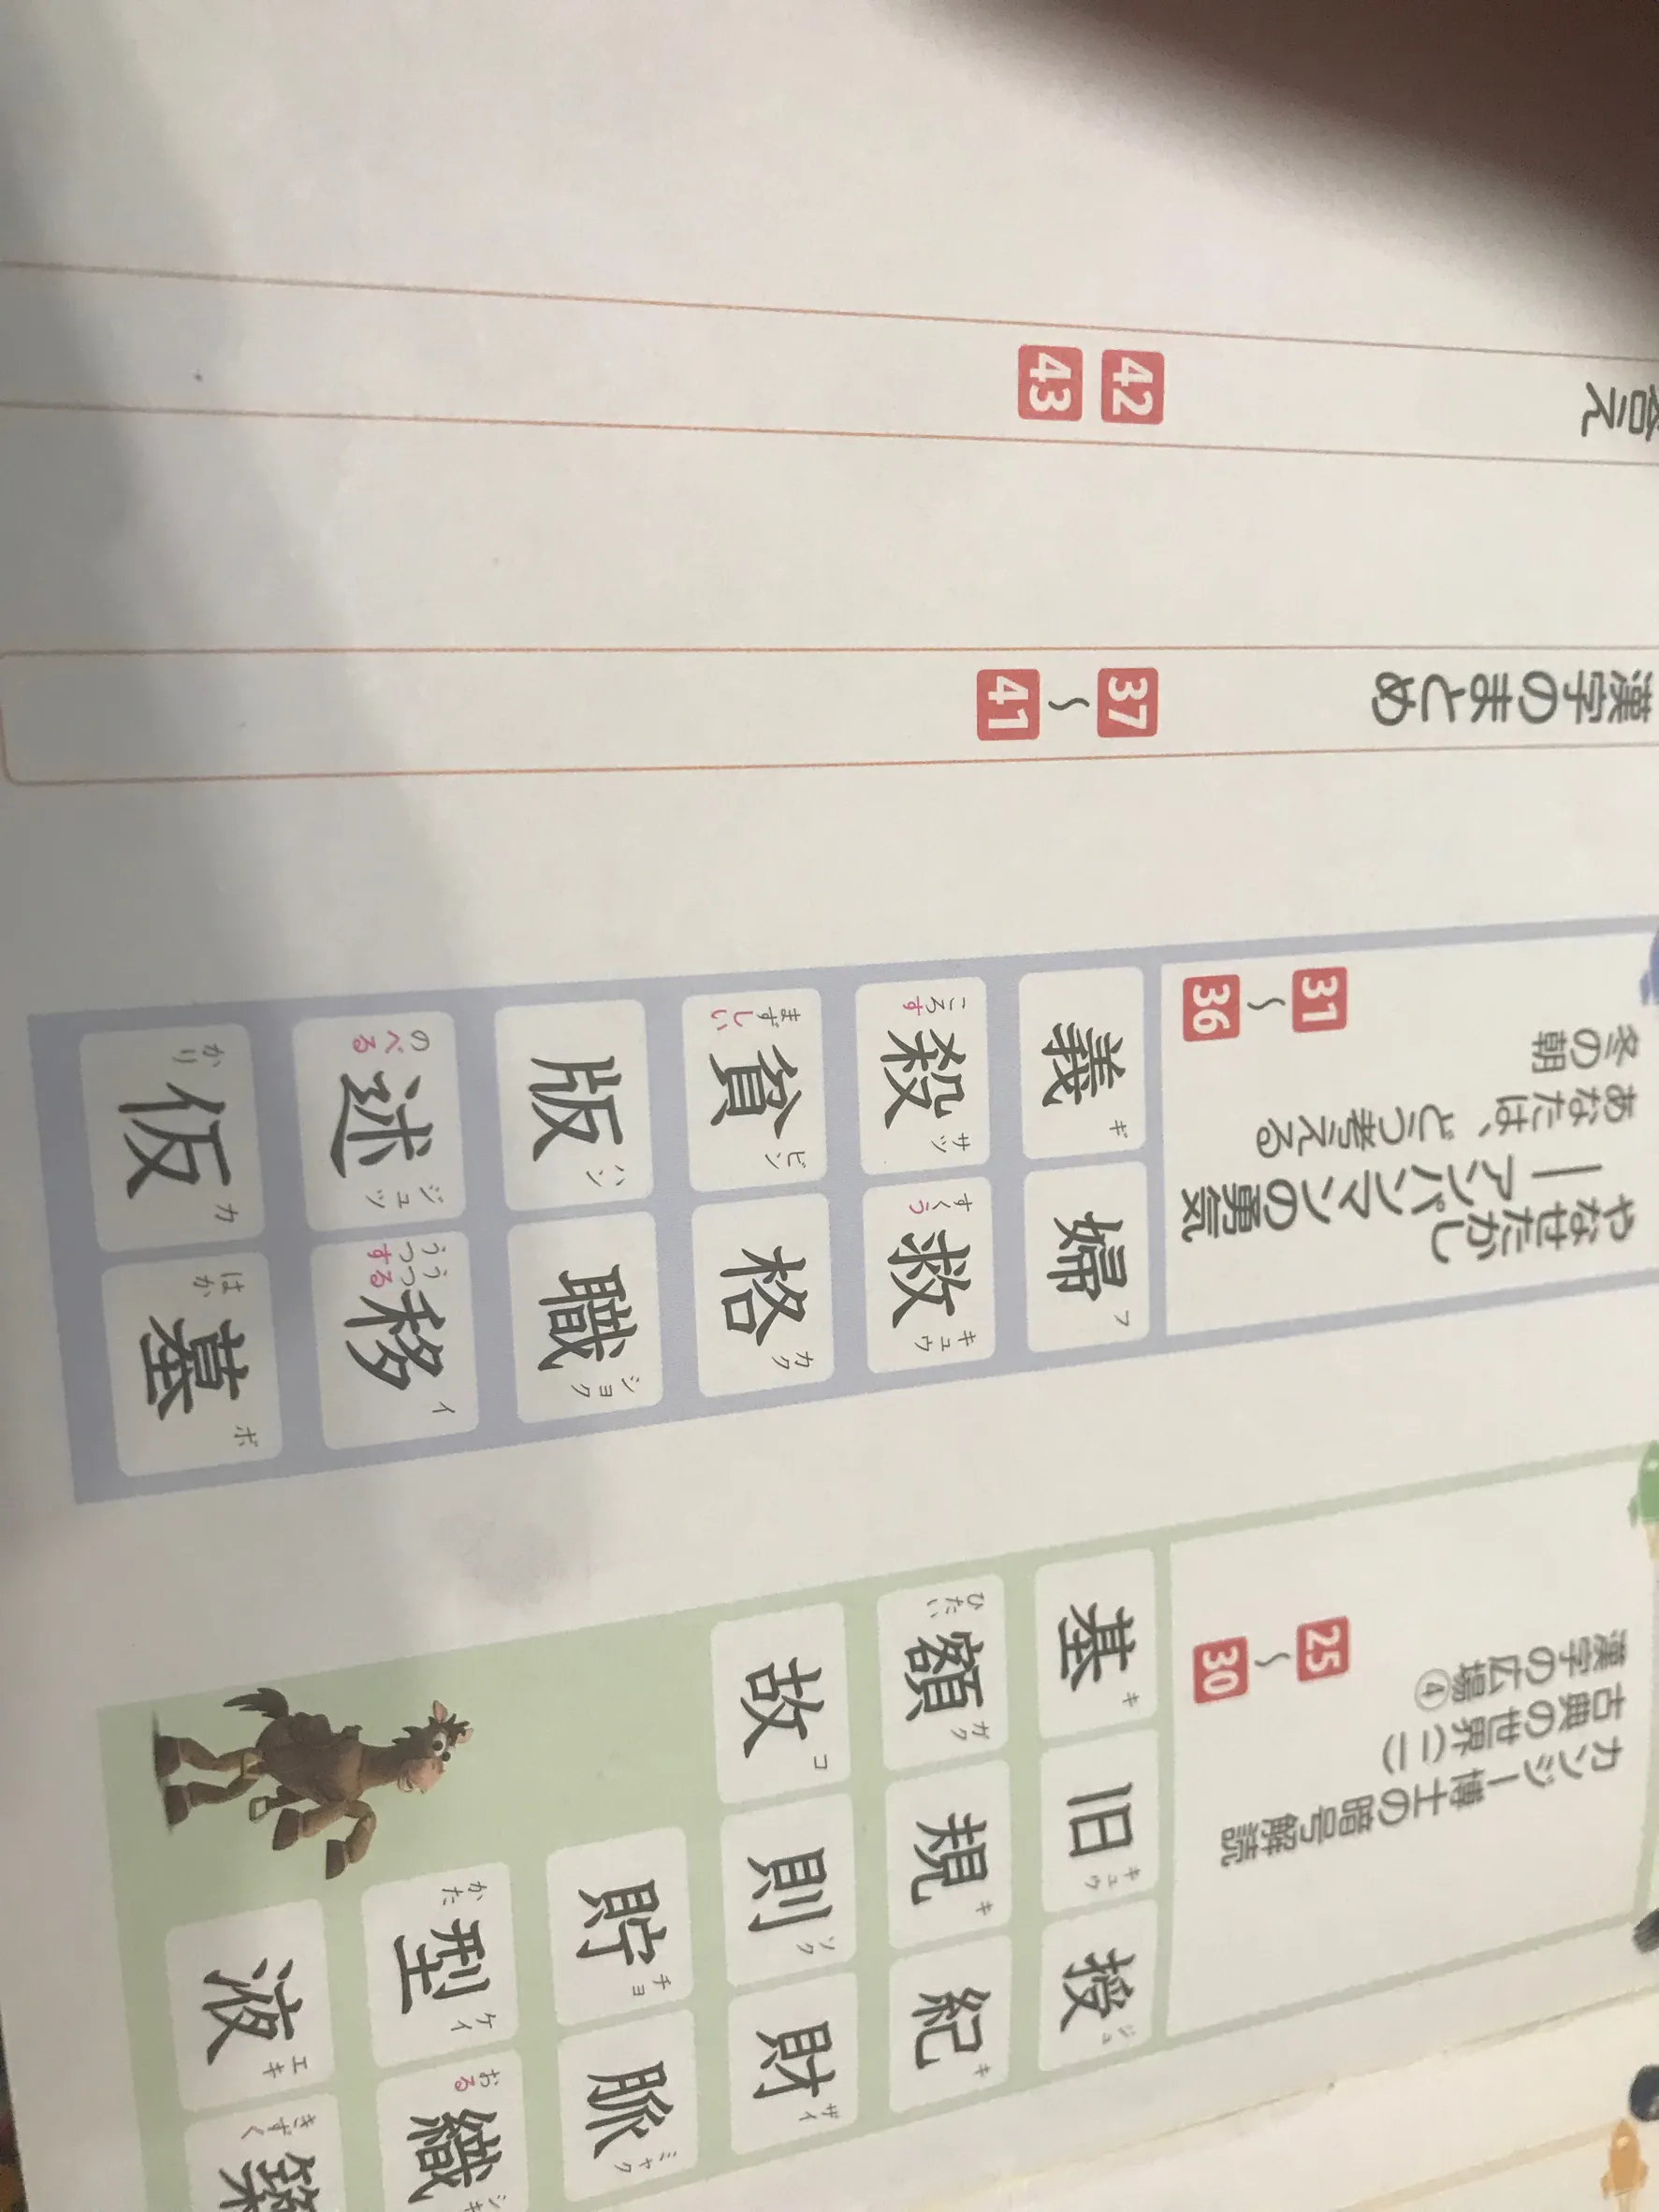 カンジー博士の暗号解読
古典の世界(二)
漢字の広場④
25〜30
授 ジュ
旧 キュウ
基 キ
紀 キ
規 キ
額 ガク ひたい
財 ザイ
則 ソク
故 コ
脈 ミャク
貯 チョ
織 シキ おる
型 ケイ かた
築 きずく
液 エキ
やなせたかし
―アンパンマンの勇気
あなたは、どう考える
冬の朝
31〜36
婦 フ
義 ギ
救 キュウ すくう
殺 サツ ころす
格 カク
貧 ビン まずしい
職 ショク
版 ハン
移 イ うつる うつす
述 ジュツ のべる
墓 ボ はか
仮 カ かり
漢字のまとめ
37〜41
答え
42 43